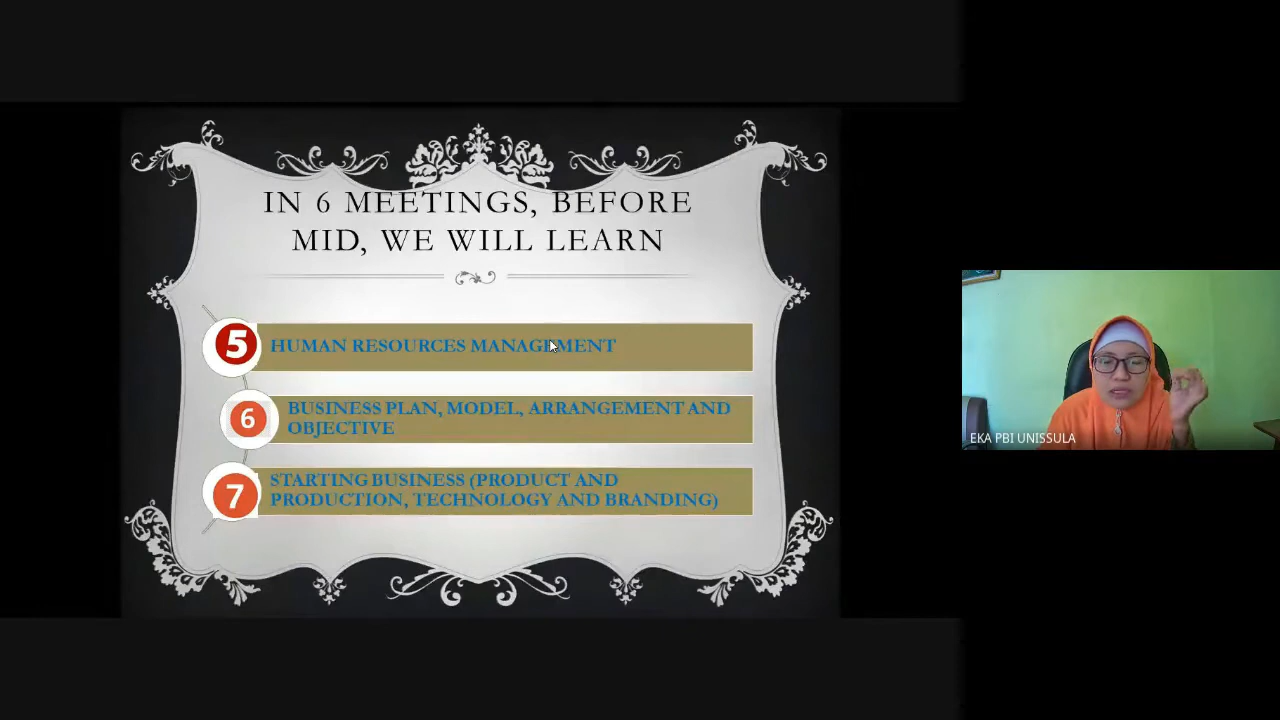 IN 6 MEETINGS, BEFORE
MID, WE WILL LEARN
5
HUMAN RESOURCES MANAGEMENT
6
BUSINESS PLAN, MODEL, ARRANGEMENT AND
OBJECTIVE
7
STARTING BUSINESS (PRODUCT AND
PRODUCTION, TECHNOLOGY AND BRANDING)
EKA PBI UNISSULA